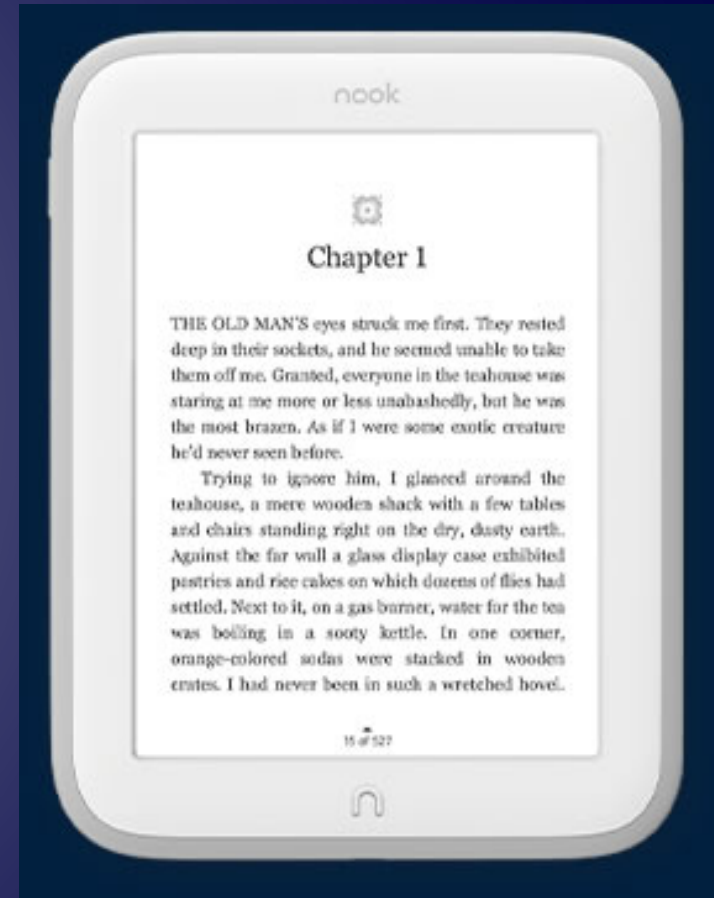 nook
Chapter 1
THE OLD MAN'S eyes struck me first. They rested
deep in their sockets, and he seemed unable to take
them off me. Granted, everyone in the teahouse was
staring at me more or less unabashedly, but he was
the most brazen. As if I were some exotic creature
he'd never seen before.
Trying to ignore him, I glanced around the
teahouse, a mere wooden shack with a few tables
and chairs standing right on the dry, dusty earth.
Against the far wall a glass display case exhibited
pastries and rice cakes on which dozens of flies had
settled. Next to it, on a gas burner, water for the tea
was boiling in a sooty kettle. In one corner,
orange-colored sodas were stacked in wooden
crates. I had never been in such a wretched hovel.
15 of 527